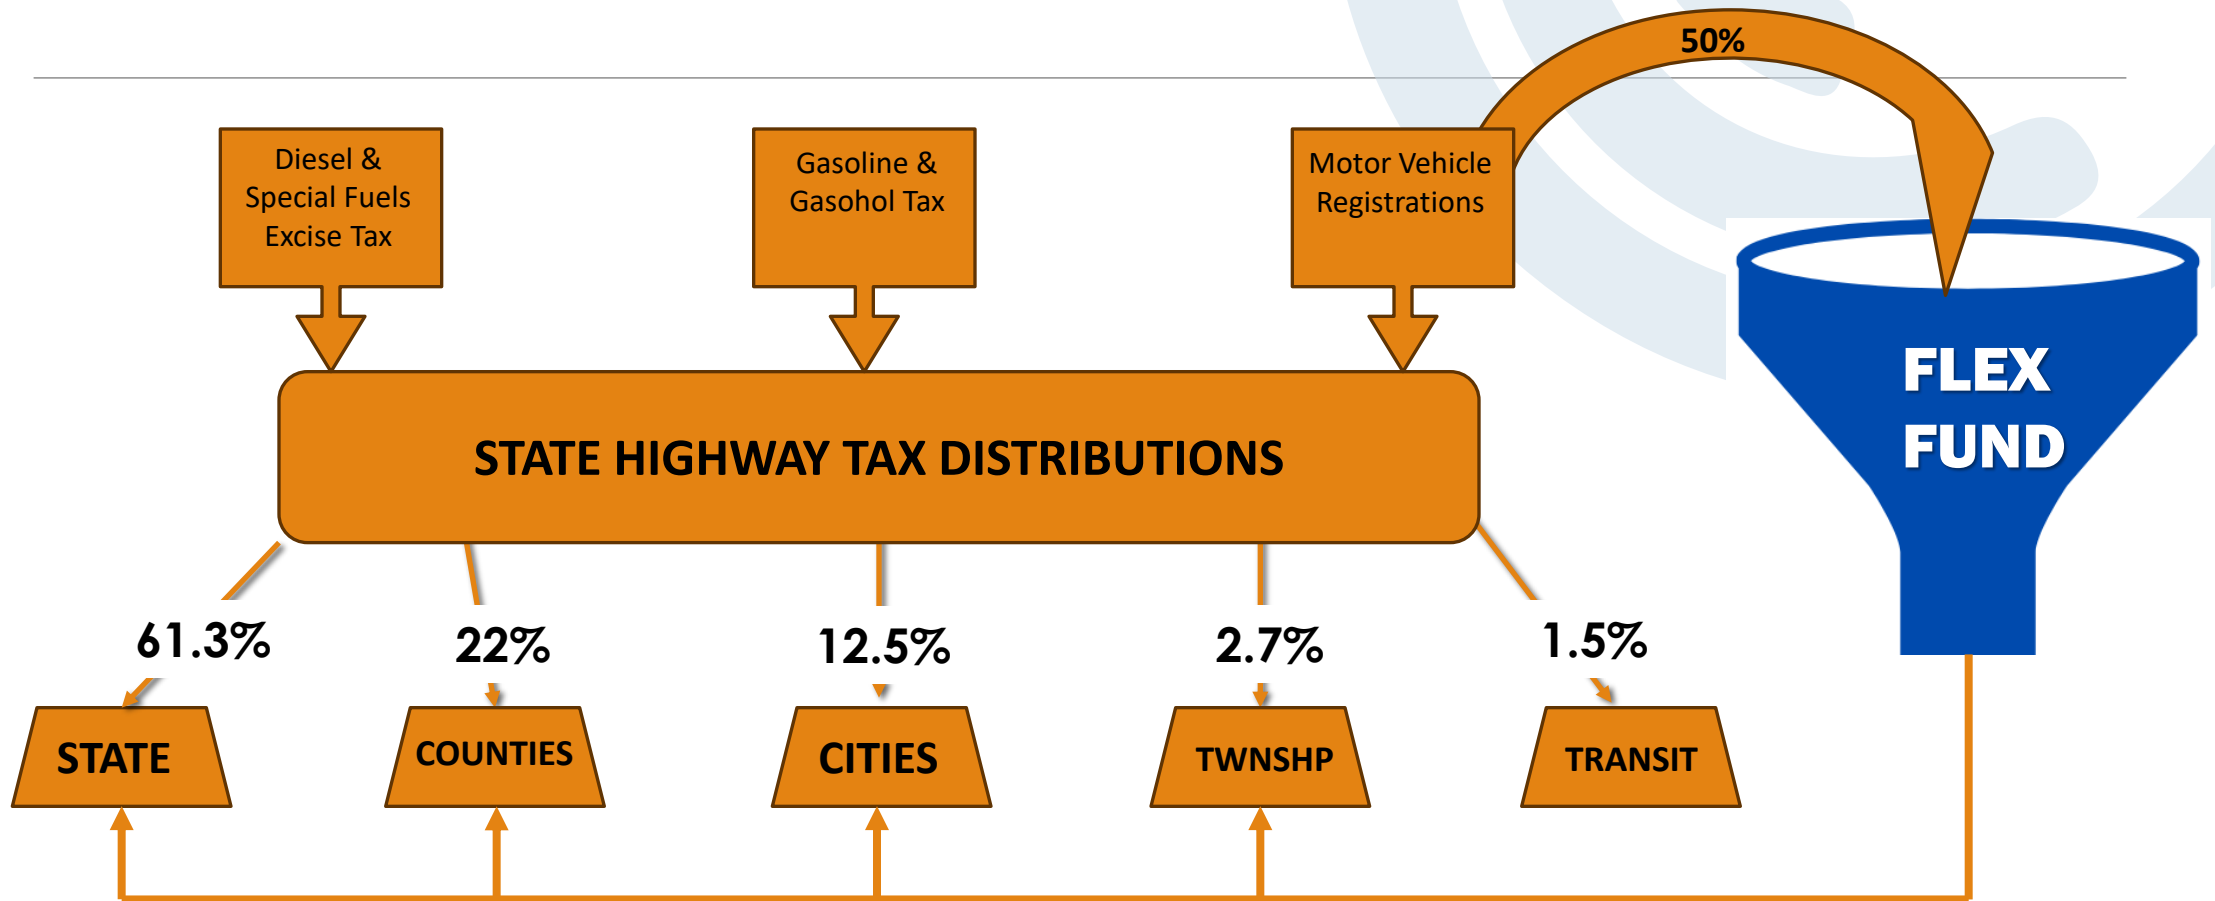 50%
Diesel &
Special Fuels
Excise Tax
Gasoline &
Gasohol Tax
Motor Vehicle
Registrations
FLEX
FUND
STATE HIGHWAY TAX DISTRIBUTIONS
61.3%
22%
12.5%
2.7%
1.5%
STATE
COUNTIES
CITIES
TWNSHP
TRANSIT